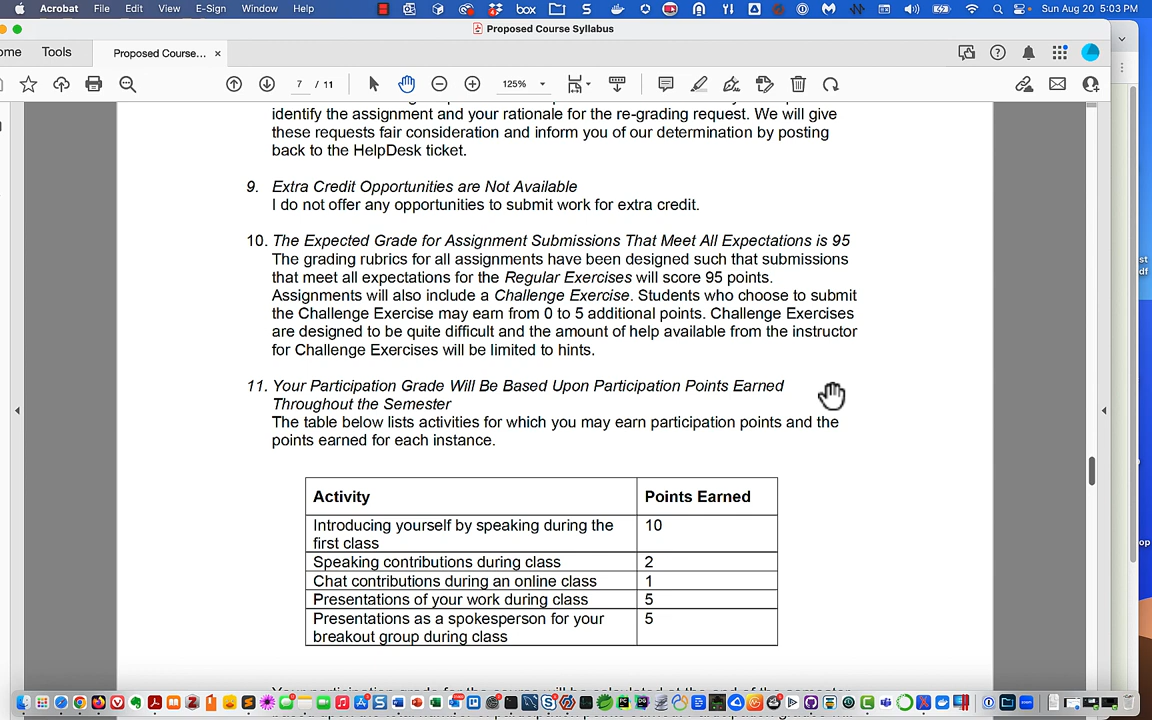 Acrobat File Edit View E-Sign Window Help
box
Sun Aug 20 5:03 PM
Proposed Course Syllabus
ome Tools Proposed Course... ×
7 / 11
125%
identify the assignment and your rationale for the re-grading request. We will give
these requests fair consideration and inform you of our determination by posting
back to the HelpDesk ticket.
9. Extra Credit Opportunities are Not Available
I do not offer any opportunities to submit work for extra credit.
10. The Expected Grade for Assignment Submissions That Meet All Expectations is 95
The grading rubrics for all assignments have been designed such that submissions
that meet all expectations for the Regular Exercises will score 95 points.
Assignments will also include a Challenge Exercise. Students who choose to submit
the Challenge Exercise may earn from 0 to 5 additional points. Challenge Exercises
are designed to be quite difficult and the amount of help available from the instructor
for Challenge Exercises will be limited to hints.
11. Your Participation Grade Will Be Based Upon Participation Points Earned
Throughout the Semester
The table below lists activities for which you may earn participation points and the
points earned for each instance.
Activity Points Earned
Introducing yourself by speaking during the 10
first class
Speaking contributions during class 2
Chat contributions during an online class 1
Presentations of your work during class 5
Presentations as a spokesperson for your 5
breakout group during class
st
df
op